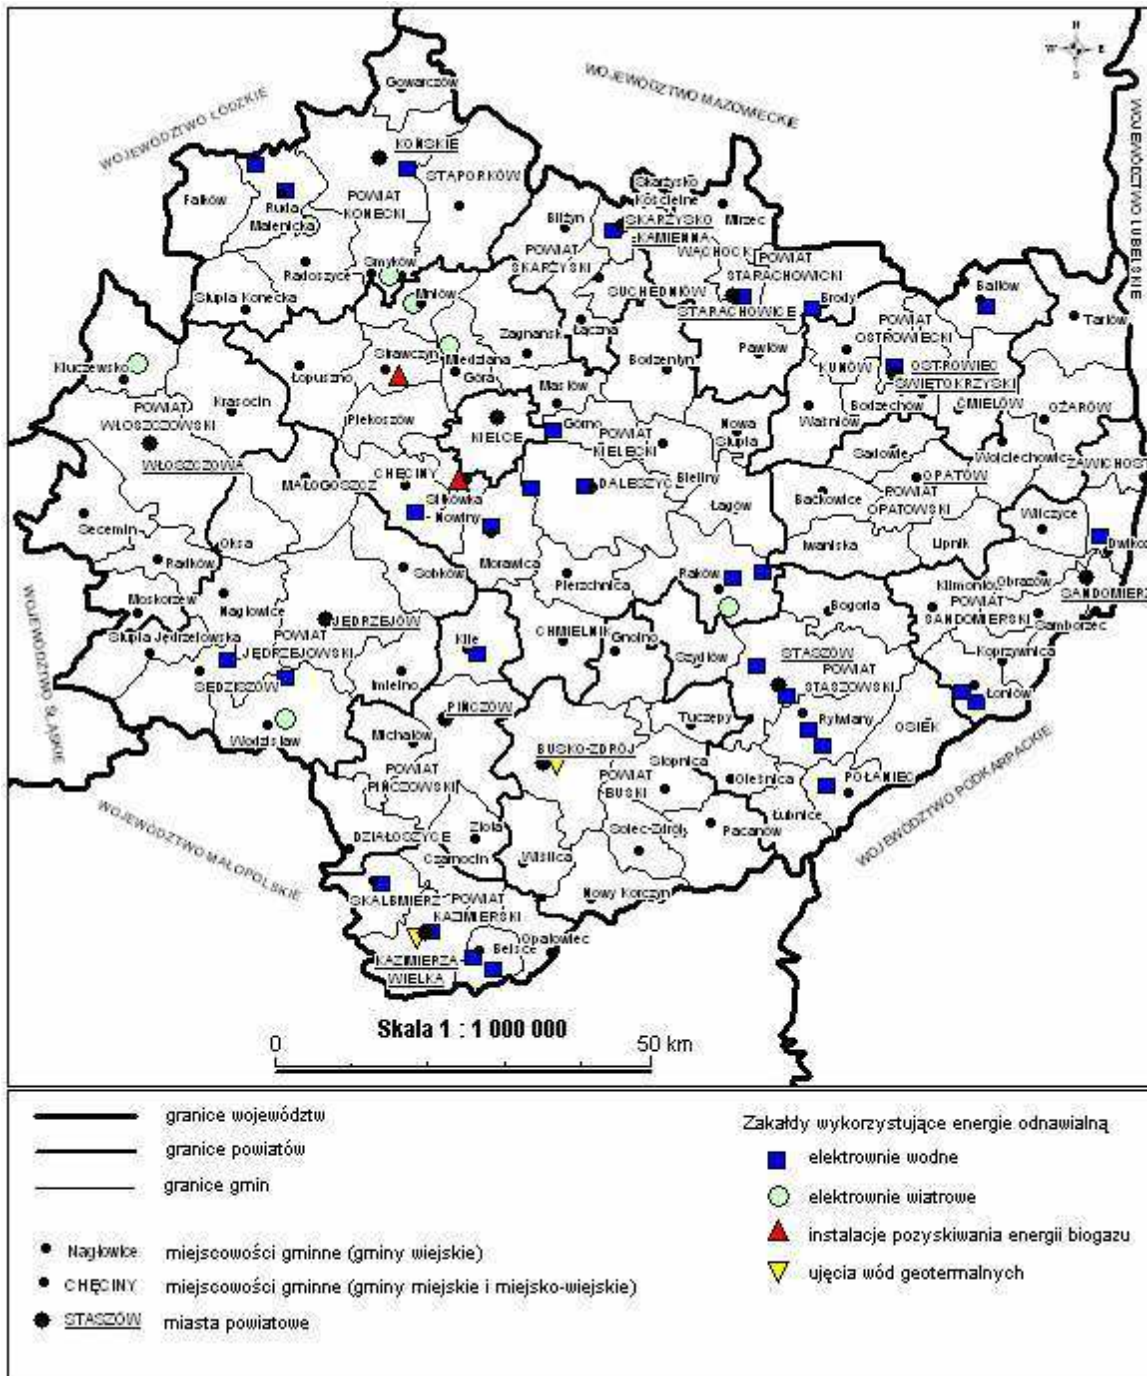 N
W E
S
Gowarczów
WOJEWÓDZTWO MAZOWIECKIE
WOJEWÓDZTWO ŁÓDZKIE
WOJEWÓDZTWO LUBELSKIE
KOŃSKIE
STĄPORKÓW
Fałków
Ruda
Malenicka
POWIAT
KONECKI
Radoszyce
Smyków
Słupia Konecka
Mniów
Bliżyn
Skarżysko
Kościelne
Mirzec
SKARŻYSKO
KAMIENNA
POWIAT
SKARŻYSKI
WĄCHOCK
POWIAT
STARACHOWICKI
SUCHEDNIÓW
STARACHOWICE
Brody
Bałtów
Tarłów
Łączna
Zagnańsk
Bodzentyn
Pawłów
POWIAT
OSTROWIECKI
KUNÓW
OSTROWIEC
ŚWIĘTOKRZYSKI
Bodzechów
ĆMIELÓW
OŻARÓW
Waśniów
Kluczewsko
Krasocin
Łopuszno
Strawczyn
Miedziana
Góra
Masłów
Piekoszów
KIELCE
Górno
POWIAT
KIELECKI
Nowa
Słupia
POWIAT
WŁOSZCZOWSKI
WŁOSZCZOWA
MAŁOGOSZCZ
CHĘCINY
Sitkówka
- Nowiny
DALESZYC
Bieliny
Łagów
Sadowie
OPATÓW
Wojciechowic
ZAWICHOST
Baćkowice
POWIAT
OPATOWSKI
Iwaniska
Lipnik
Wilczyce
Dwikoz
Secemin
Radków
Oksa
Sobków
Morawica
Pierzchnica
Raków
Bogoria
Klimontów
Obrazów
POWIAT
SANDOMIERSKI
SANDOMIERZ
Samborzec
Moskorzew
Nagłowice
JĘDRZEJÓW
Słupia Jędrzejowska
POWIAT
JĘDRZEJOWSKI
SĘDZISZÓW
Imielno
Kije
CHMIELNIK
Gnojno
Szydłów
STASZÓW
POWIAT
STASZOWSKI
Koprzywnica
Łoniów
WOJEWÓDZTWO ŚLĄSKIE
Wodzisław
PIŃCZÓW
Michałów
POWIAT
PIŃCZOWSKI
BUSKO-ZDRÓJ
POWIAT
BUSKI
Tuczępy
Rytwiany
OSIEK
Stopnica
Oleśnica
POŁANIEC
Łubnice
WOJEWÓDZTWO PODKARPACKIE
WOJEWÓDZTWO MAŁOPOLSKIE
DZIAŁOSZYCE
Złota
Czarnocin
Wiślica
Solec-Zdrój
Pacanów
Nowy Korczyn
SKALBMIERZ
POWIAT
KAZIMIERSKI
Opatowiec
Bejsce
KAZIMIERZA
WIELKA
Skala 1 : 1 000 000
0 50 km
granice województw
granice powiatów
granice gmin
Nagłowice miejscowości gminne (gminy wiejskie)
CHĘCINY miejscowości gminne (gminy miejskie i miejsko-wiejskie)
STASZÓW miasta powiatowe
Zakałdy wykorzystujące energie odnawialną
elektrownie wodne
elektrownie wiatrowe
instalacje pozyskiwania energii biogazu
ujęcia wód geotermalnych